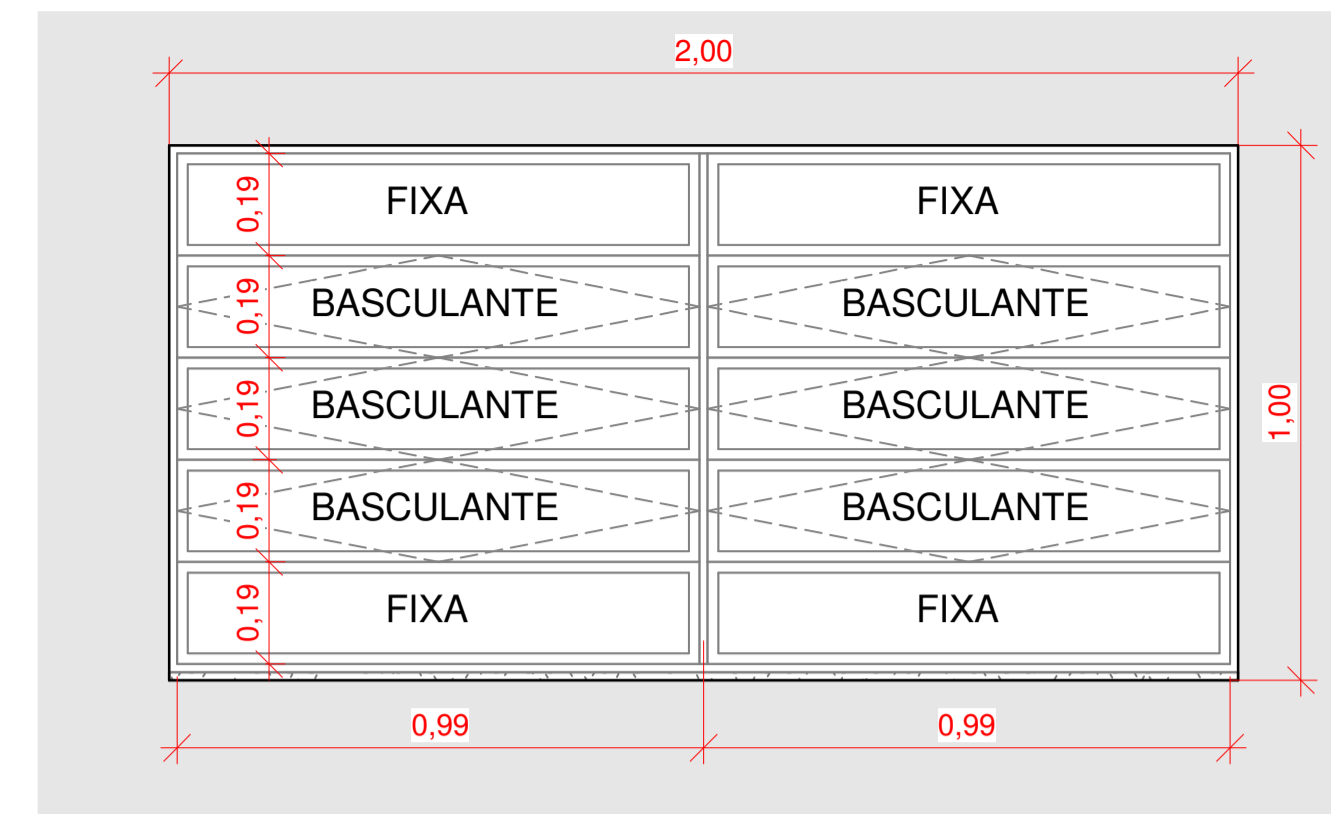 2,00
0,19 FIXA FIXA
0,19 BASCULANTE BASCULANTE
0,19 BASCULANTE BASCULANTE
1,00
0,19 BASCULANTE BASCULANTE
0,19 FIXA FIXA
0,99 0,99